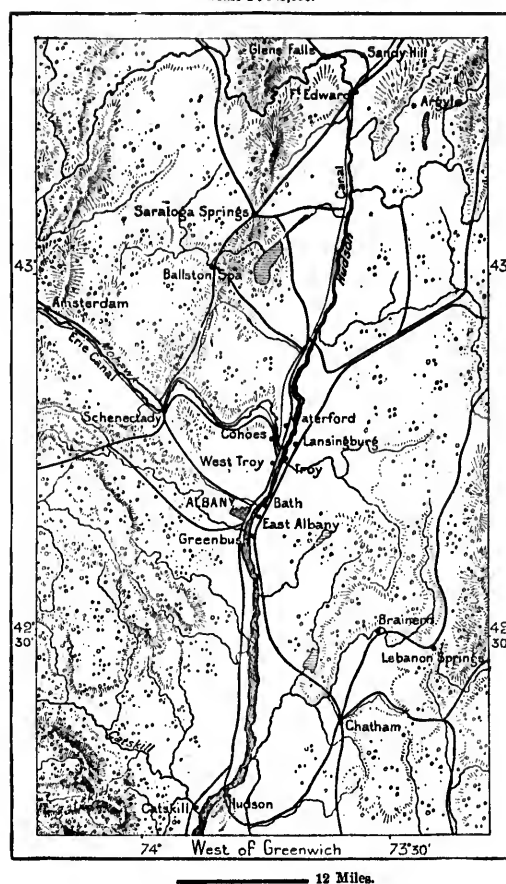 Glens Falls
Sandy Hill
Ft Edward
Argyle
Canal
Saratoga Springs
Hudson
43°
43°
Ballston Spa
Amsterdam
Erie Canal
Schenectady
Cohoes
aterford
Lansingburg
West Troy
Troy
ALBANY
Bath
East Albany
Greenbush
42°
30'
42°
30'
Brainerd
Lebanon Springs
Chatham
Catskill
Catskill
Hudson
74° West of Greenwich 73°30'
12 Miles.